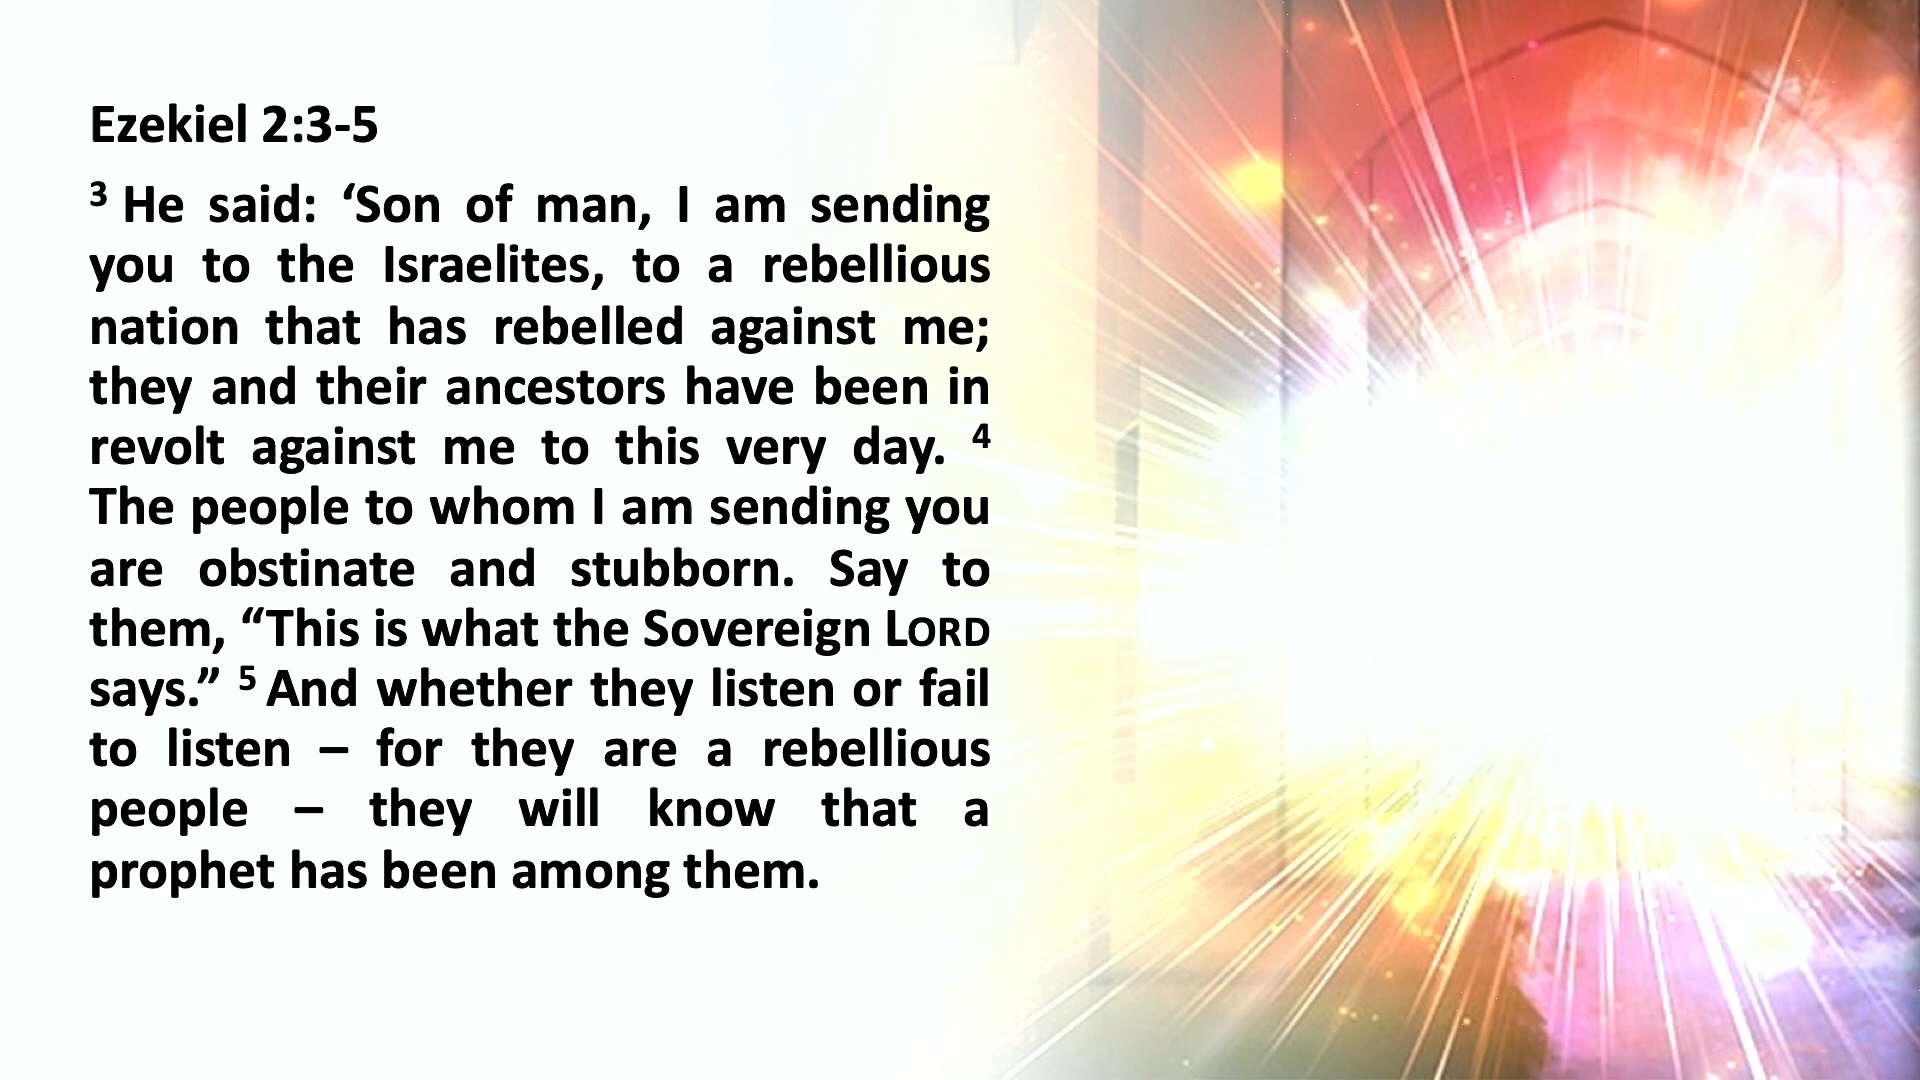 Ezekiel 2:3-5
³ He said: ‘Son of man, I am sending
you to the Israelites, to a rebellious
nation that has rebelled against me;
they and their ancestors have been in
revolt against me to this very day. ⁴
The people to whom I am sending you
are obstinate and stubborn. Say to
them, “This is what the Sovereign LORD
says.” ⁵ And whether they listen or fail
to listen – for they are a rebellious
people – they will know that a
prophet has been among them.